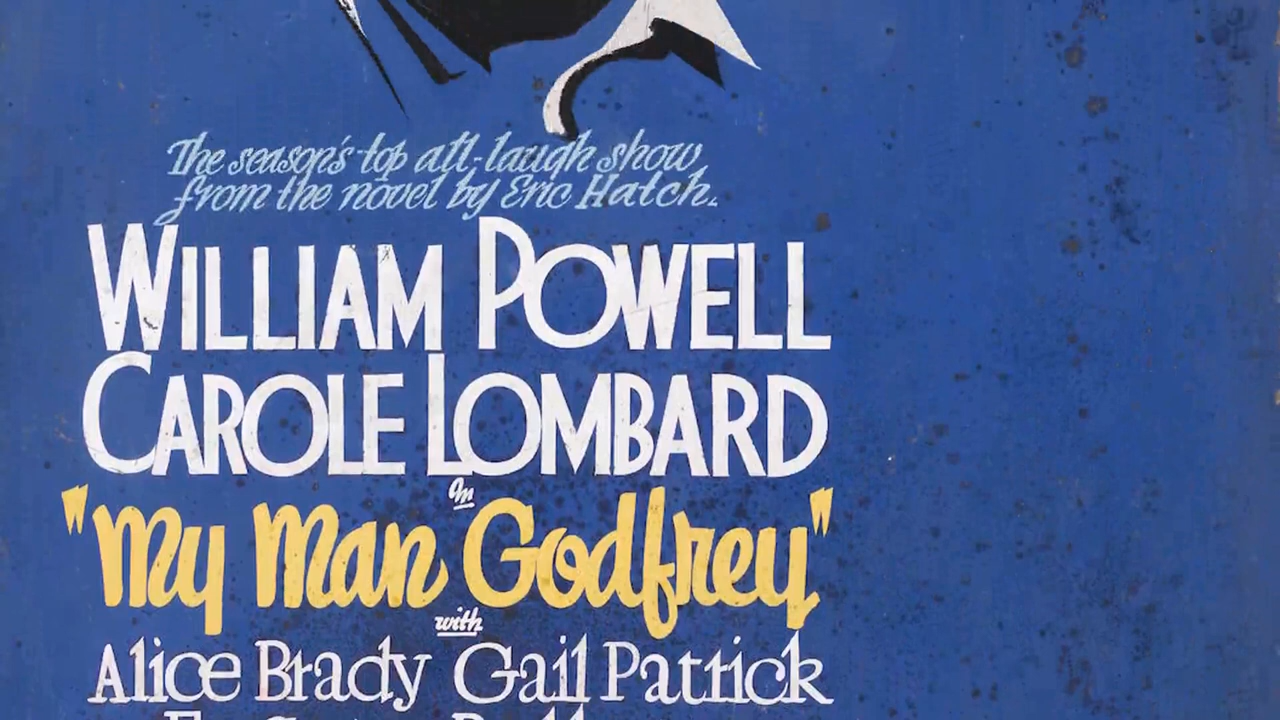 The season's top all-laugh show
from the novel by Eric Hatch.
WILLIAM POWELL
CAROLE LOMBARD
in
"My Man Godfrey"
with
Alice Brady Gail Patrick